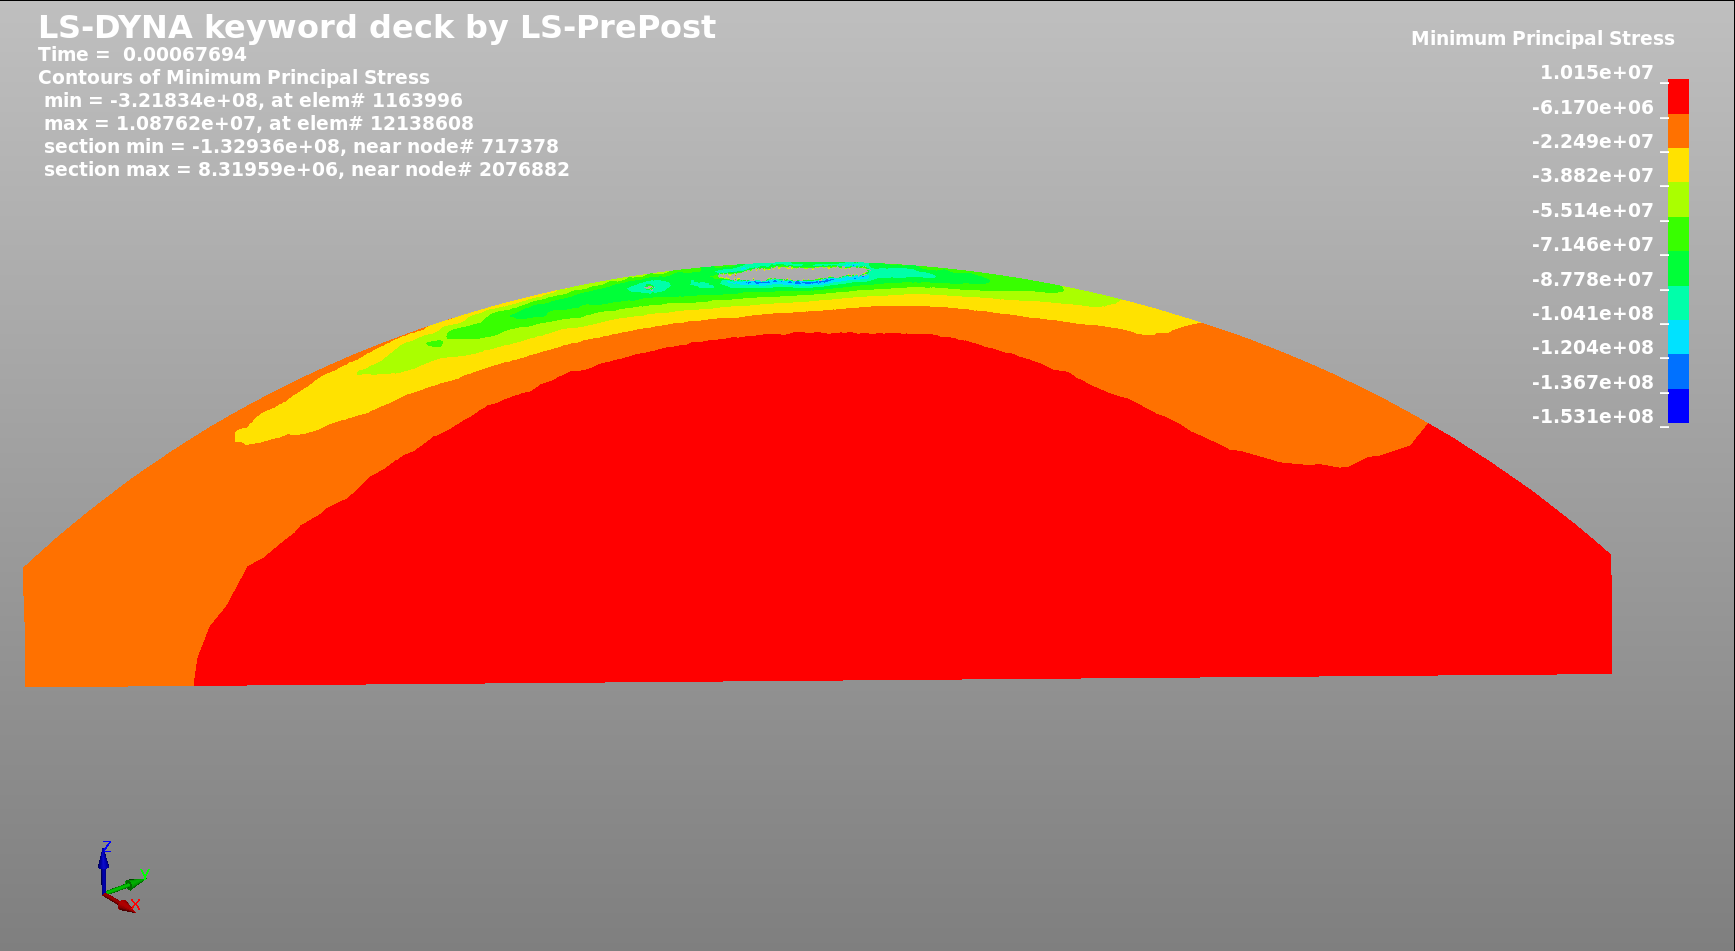 LS-DYNA keyword deck by LS-PrePost
Time =  0.00067694
Contours of Minimum Principal Stress
min = -3.21834e+08, at elem# 1163996
max = 1.08762e+07, at elem# 12138608
section min = -1.32936e+08, near node# 717378
section max = 8.31959e+06, near node# 2076882
Minimum Principal Stress
1.015e+07
-6.170e+06
-2.249e+07
-3.882e+07
-5.514e+07
-7.146e+07
-8.778e+07
-1.041e+08
-1.204e+08
-1.367e+08
-1.531e+08
Z
Y
X